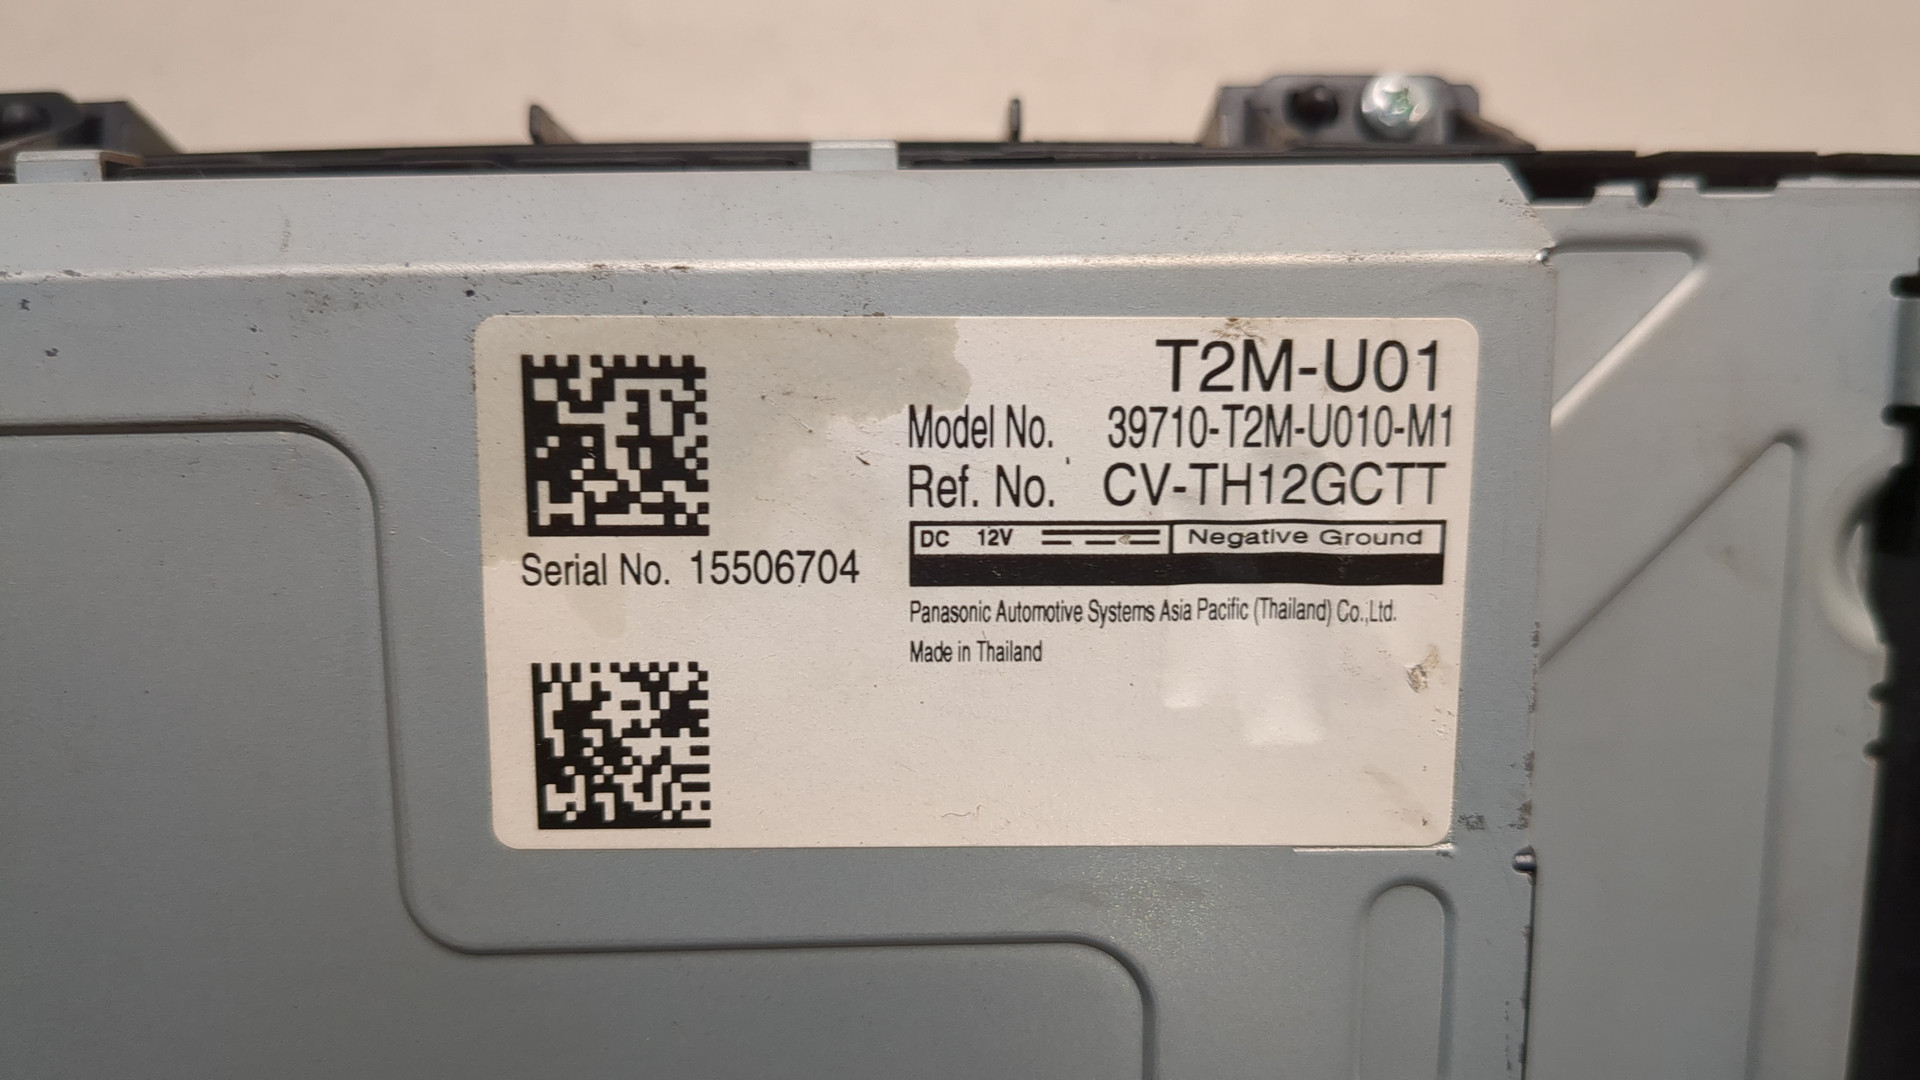 T2M-U01
Model No. 39710-T2M-U010-M1
Ref. No. CV-TH12GCTT
DC 12V Negative Ground
Serial No. 15506704
Panasonic Automotive Systems Asia Pacific (Thailand) Co.,Ltd.
Made in Thailand